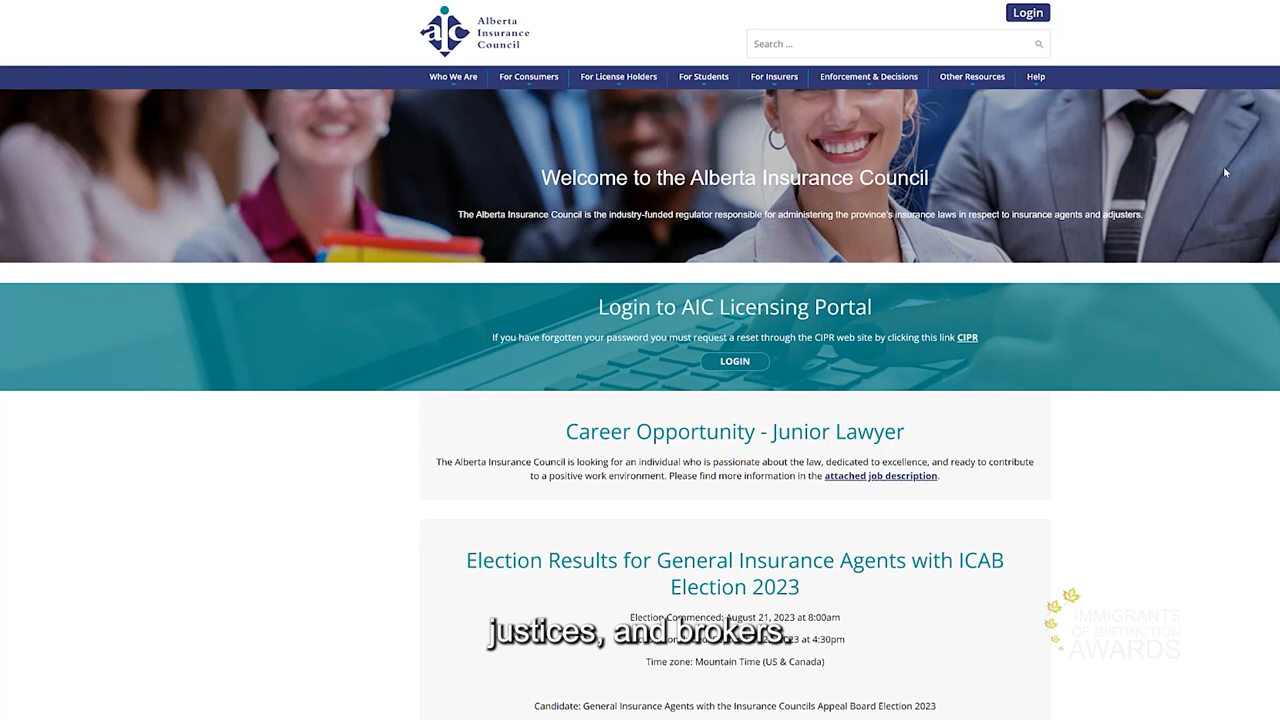 Alberta
Insurance
Council
aic
Login
Search ...
Who We Are
For Consumers
For License Holders
For Students
For Insurers
Enforcement & Decisions
Other Resources
Help
Welcome to the Alberta Insurance Council
The Alberta Insurance Council is the industry-funded regulator responsible for administering the province's insurance laws in respect to insurance agents and adjusters.
Login to AIC Licensing Portal
If you have forgotten your password you must request a reset through the CIPR web site by clicking this link CIPR
LOGIN
Career Opportunity - Junior Lawyer
The Alberta Insurance Council is looking for an individual who is passionate about the law, dedicated to excellence, and ready to contribute
to a positive work environment. Please find more information in the attached job description.
Election Results for General Insurance Agents with ICAB
Election 2023
Election Commenced: August 21, 2023 at 8:00am
justices, and brokers.
2023 at 4:30pm
Time zone: Mountain Time (US & Canada)
Candidate: General Insurance Agents with the Insurance Councils Appeal Board Election 2023
IMMIGRANTS
OF DISTINCTION
AWARDS